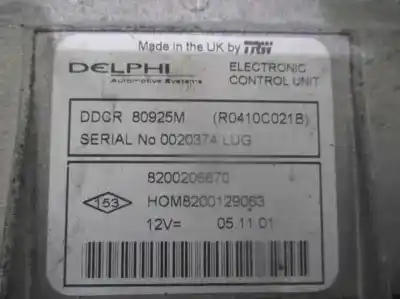 Made in the UK by TRW
DELPHI
Automotive Systems
ELECTRONIC
CONTROL UNIT
DDCR 80925M (R0410C021B)
SERIAL No 0020374 LUG
8200206670
153
HOM8200129063
12V= 05.11.01